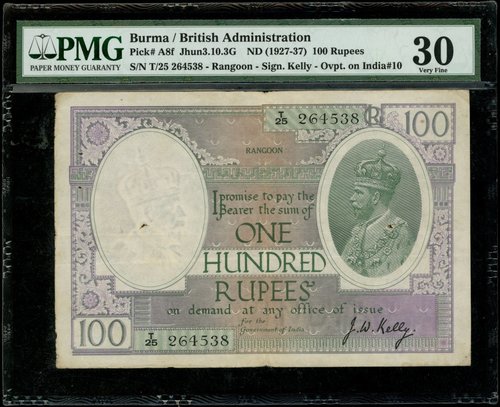 PMG
PAPER MONEY GUARANTY
Burma / British Administration
Pick# A8f Jhun3.10.3G ND (1927-37) 100 Rupees
S/N T/25 264538 - Rangoon - Sign. Kelly - Ovpt. on India#10
30
Very Fine
T/25 264538
R
100
100
RANGOON
I promise to pay the
Bearer the sum of
ONE
HUNDRED
RUPEES
on demand at any office of issue
for the
Government of India
J.W. Kelly.
100
T/25 264538